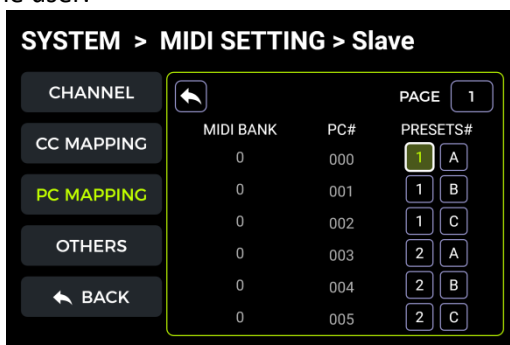 e user.
SYSTEM > MIDI SETTING > Slave
CHANNEL
CC MAPPING
PC MAPPING
OTHERS
BACK
PAGE 1
MIDI BANK PC# PRESETS#
0 000 1 A
0 001 1 B
0 002 1 C
0 003 2 A
0 004 2 B
0 005 2 C